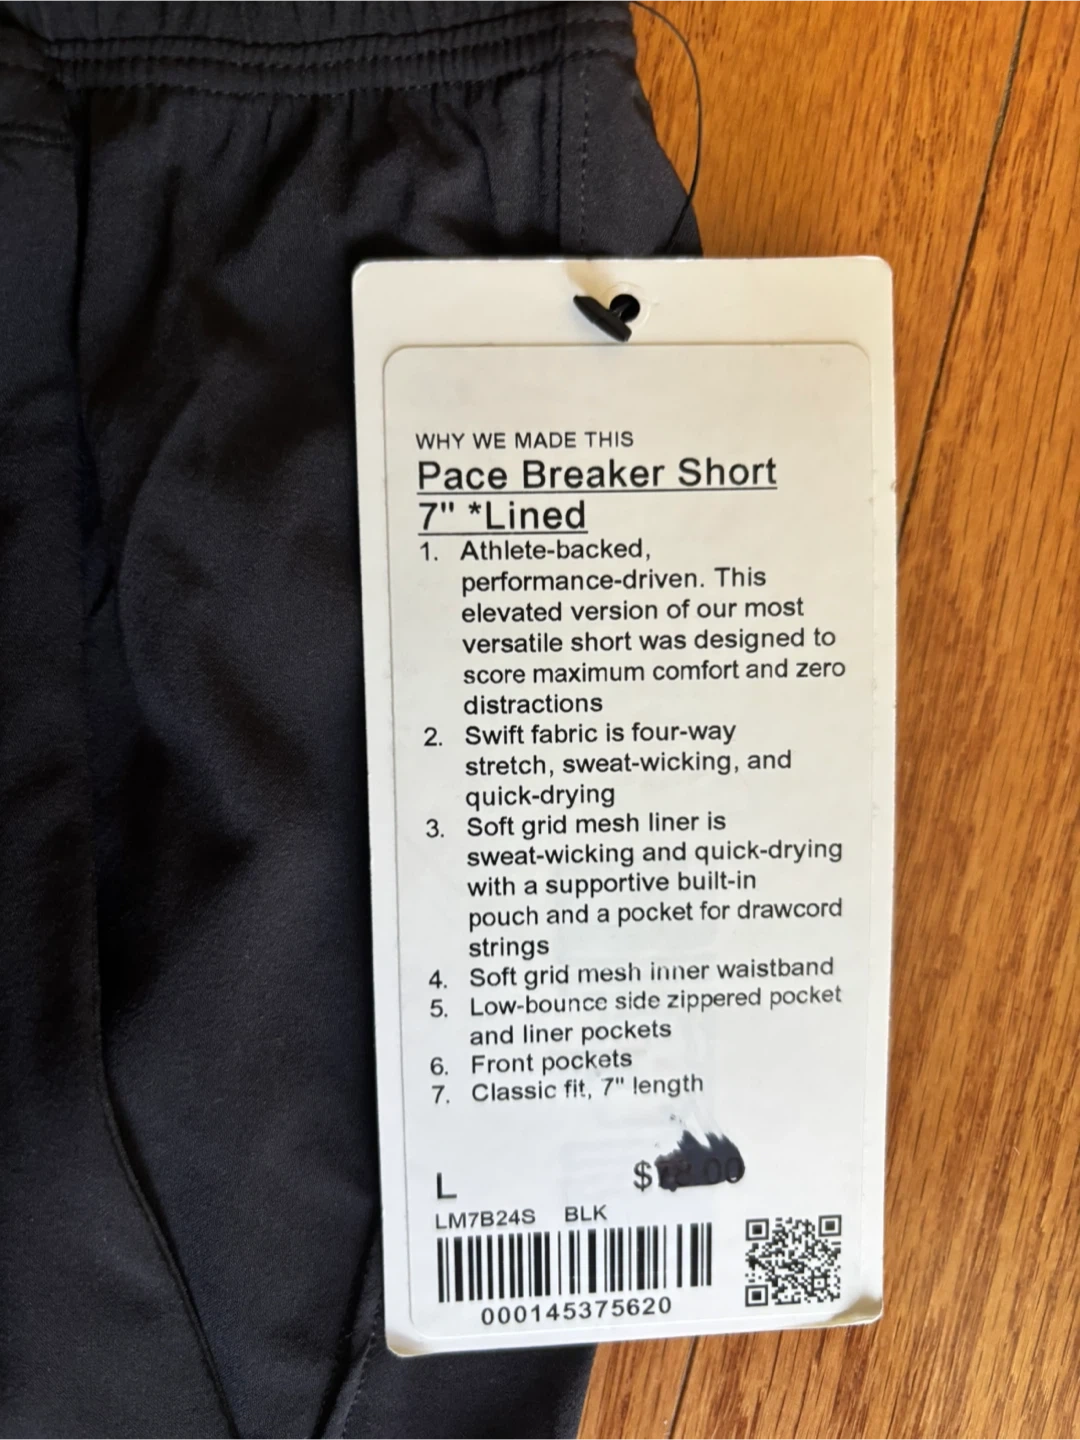 WHY WE MADE THIS
Pace Breaker Short
7" *Lined
1. Athlete-backed,
performance-driven. This
elevated version of our most
versatile short was designed to
score maximum comfort and zero
distractions
2. Swift fabric is four-way
stretch, sweat-wicking, and
quick-drying
3. Soft grid mesh liner is
sweat-wicking and quick-drying
with a supportive built-in
pouch and a pocket for drawcord
strings
4. Soft grid mesh inner waistband
5. Low-bounce side zippered pocket
and liner pockets
6. Front pockets
7. Classic fit, 7" length
L
LM7B24S BLK
000145375620